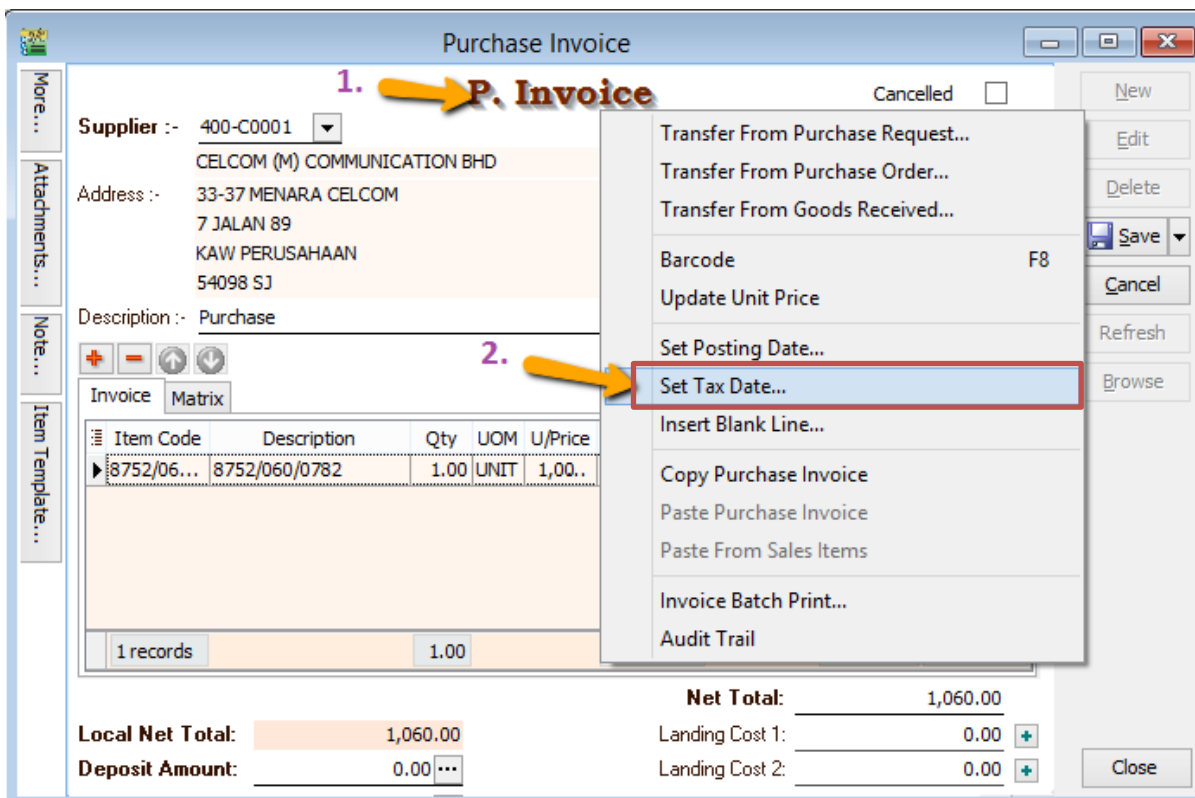 Purchase Invoice
More...
Attachments...
Note...
Item Template...
1.
P. Invoice
Cancelled
Supplier :- 400-C0001
CELCOM (M) COMMUNICATION BHD
Address :- 33-37 MENARA CELCOM
7 JALAN 89
KAW PERUSAHAAN
54098 SJ
Description :- Purchase
2.
Invoice Matrix
Item Code Description Qty UOM U/Price
8752/06... 8752/060/0782 1.00 UNIT 1,00..
1 records 1.00
Transfer From Purchase Request...
Transfer From Purchase Order...
Transfer From Goods Received...
Barcode F8
Update Unit Price
Set Posting Date...
Set Tax Date...
Insert Blank Line...
Copy Purchase Invoice
Paste Purchase Invoice
Paste From Sales Items
Invoice Batch Print...
Audit Trail
Net Total: 1,060.00
Local Net Total: 1,060.00
Landing Cost 1: 0.00
Deposit Amount: 0.00
Landing Cost 2: 0.00
New
Edit
Delete
Save
Cancel
Refresh
Browse
Close